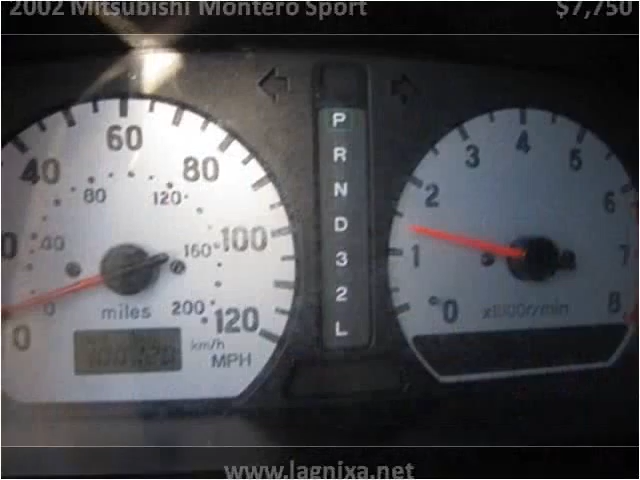 2002 Mitsubishi Montero Sport $7,750
60
40 80
80 120
40 160 100
0 200 120
0 miles
km/h
MPH
P
R
N
D
3
2
L
4
3 5
2 6
1 7
0 x1000r/min 8
www.lagnixa.net